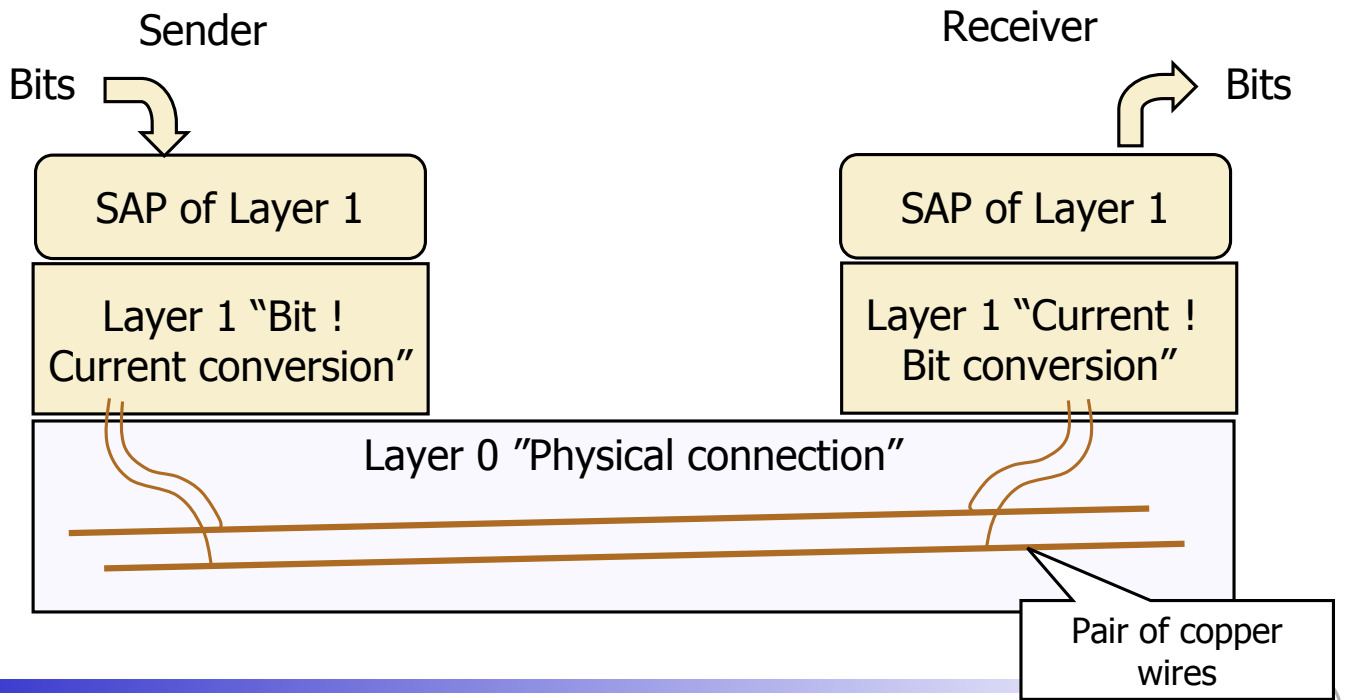 Sender
Receiver
Bits
Bits
SAP of Layer 1
SAP of Layer 1
Layer 1 “Bit !
Current conversion”
Layer 1 “Current !
Bit conversion”
Layer 0 ”Physical connection”
Pair of copper
wires